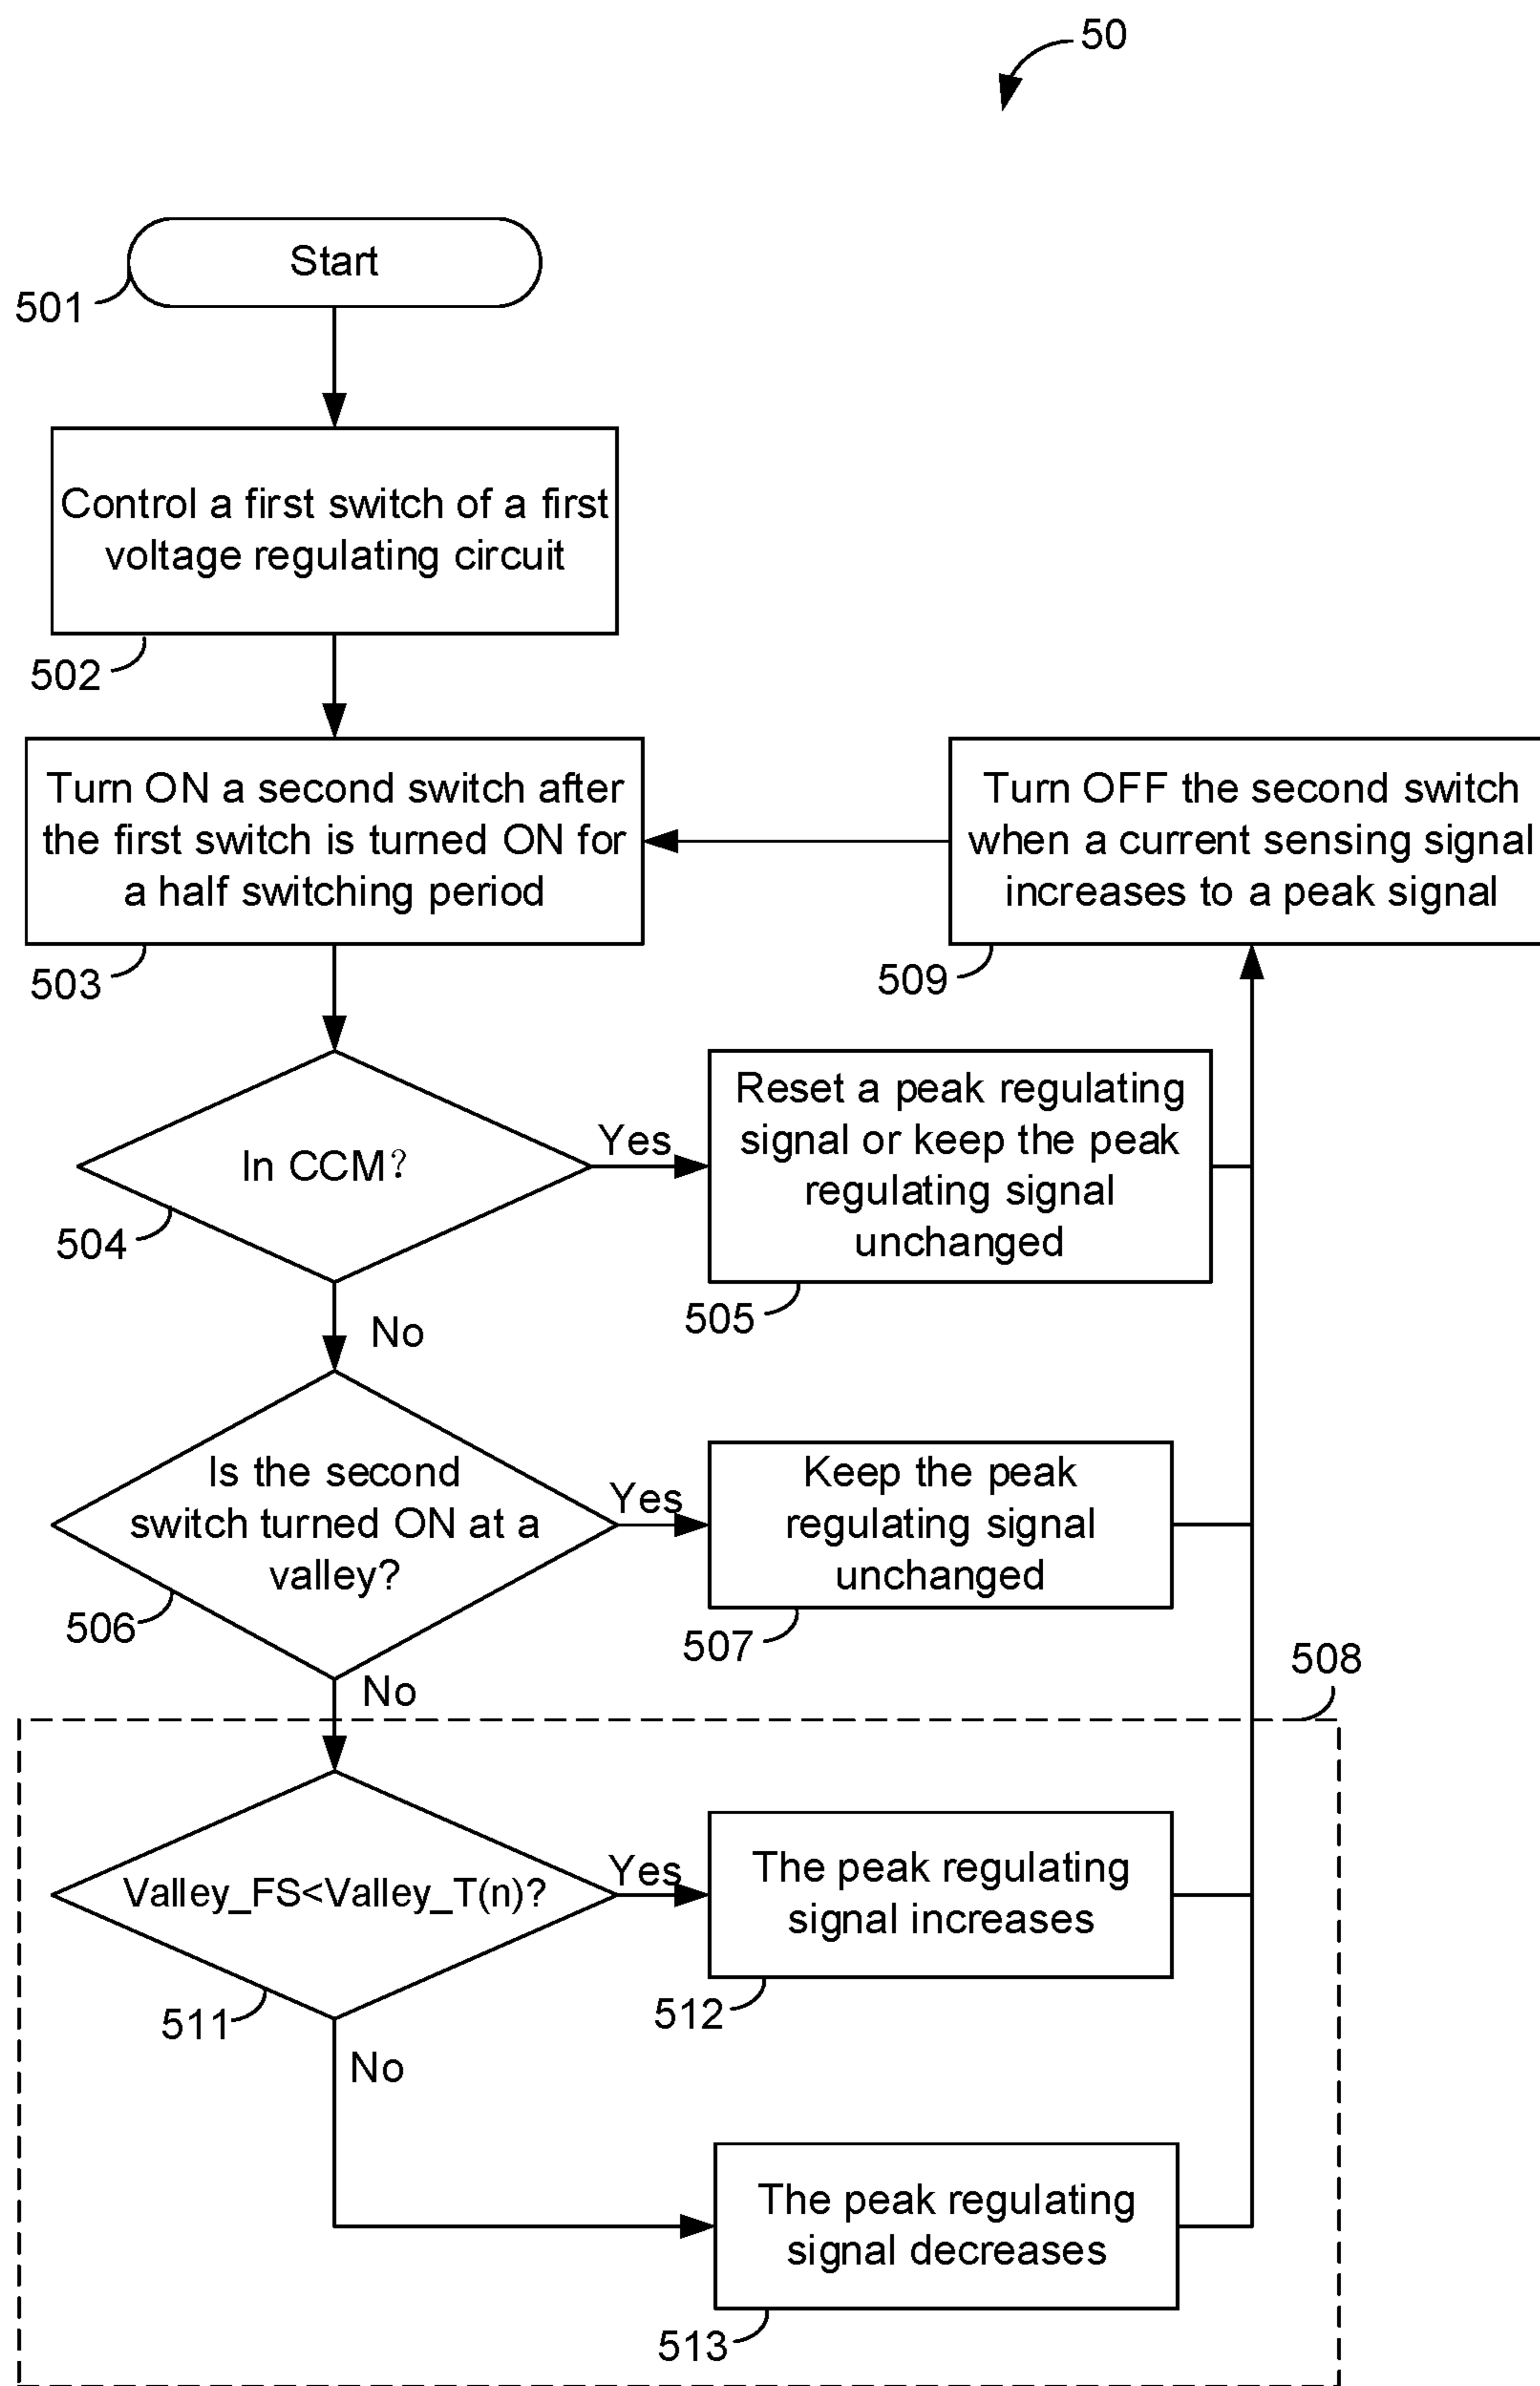 50
Start
501
Control a first switch of a first
voltage regulating circuit
502
Turn ON a second switch after
the first switch is turned ON for
a half switching period
503
Turn OFF the second switch
when a current sensing signal
increases to a peak signal
509
In CCM?
504
Yes
Reset a peak regulating
signal or keep the peak
regulating signal
unchanged
505
No
Is the second
switch turned ON at a
valley?
506
Yes
Keep the peak
regulating signal
unchanged
507
No
508
Valley_FS<Valley_T(n)?
511
Yes
The peak regulating
signal increases
512
No
The peak regulating
signal decreases
513